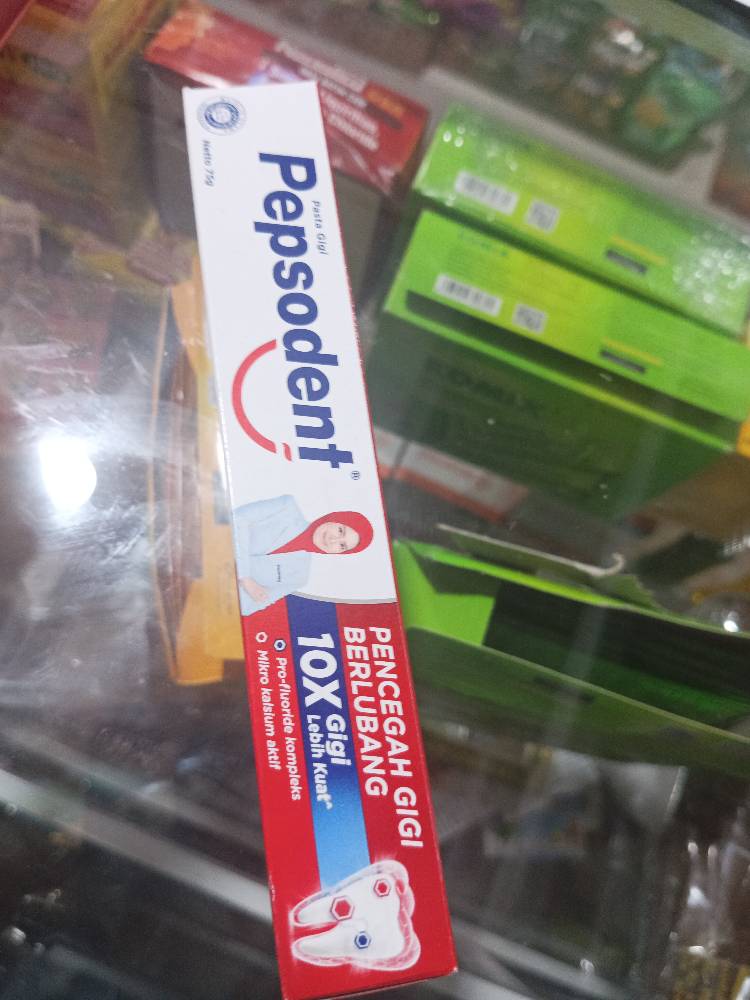 Netto 75g
Pasta Gigi
Pepsodent®
PENCEGAH GIGI
BERLUBANG
10X Gigi
Lebih Kuat^
Pro-fluoride kompleks
Mikro kalsium aktif